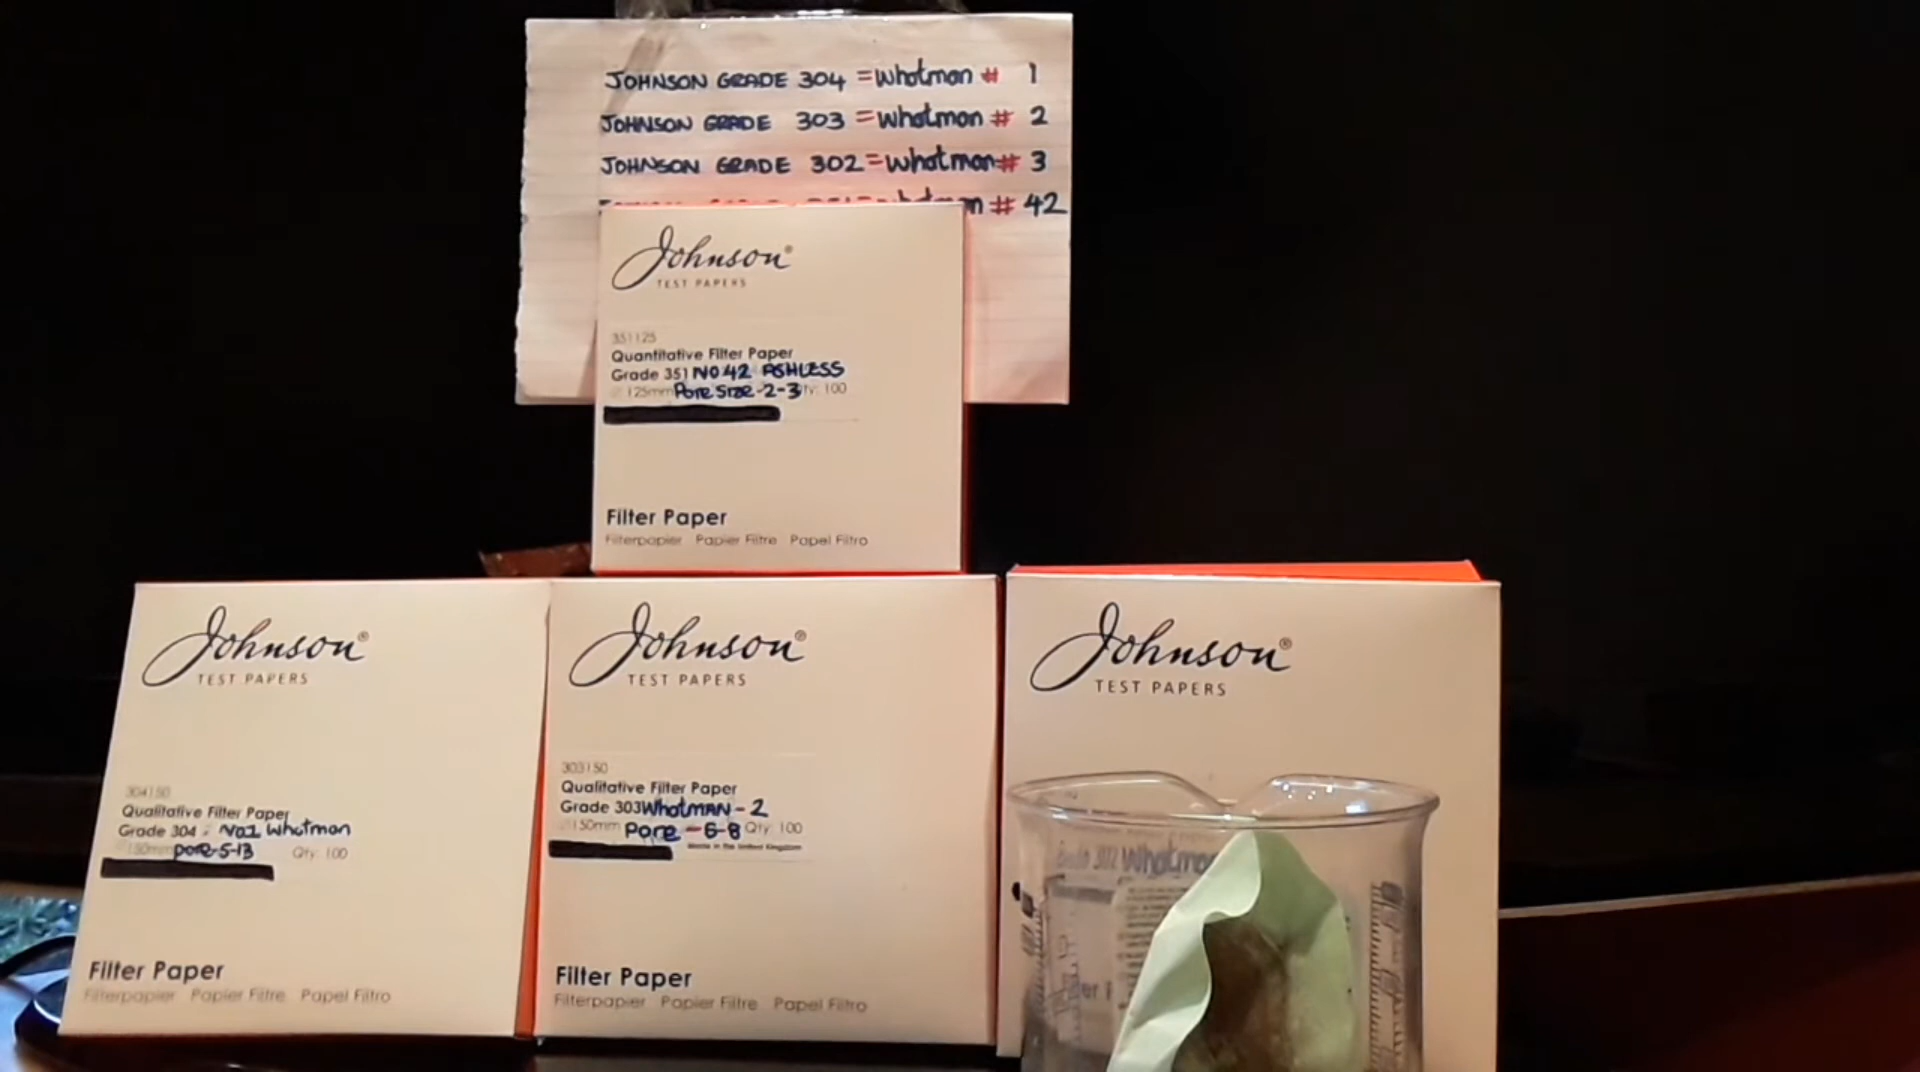 JOHNSON GRADE 304 = Whatman # 1
JOHNSON GRADE 303 = Whatman # 2
JOHNSON GRADE 302 = Whatman # 3
# 42
Johnson®
TEST PAPERS
351125
Quantitative Filter Paper
Grade 351 NO 42 ASHLESS
125mm Pore Size-2-3 Qty: 100
Filter Paper
Filterpapier Papier Filtre Papel Filtro
Johnson®
TEST PAPERS
304150
Qualitative Filter Paper
Grade 304 - NO1 Whatman
150mm pore-5-13 Qty: 100
Filter Paper
Filterpapier Papier Filtre Papel Filtro
Johnson®
TEST PAPERS
303150
Qualitative Filter Paper
Grade 303 WhatMAN - 2
150mm Pore - 6-8 Qty: 100
Made in the United Kingdom
Filter Paper
Filterpapier Papier Filtre Papel Filtro
Johnson®
TEST PAPERS
Grade 302